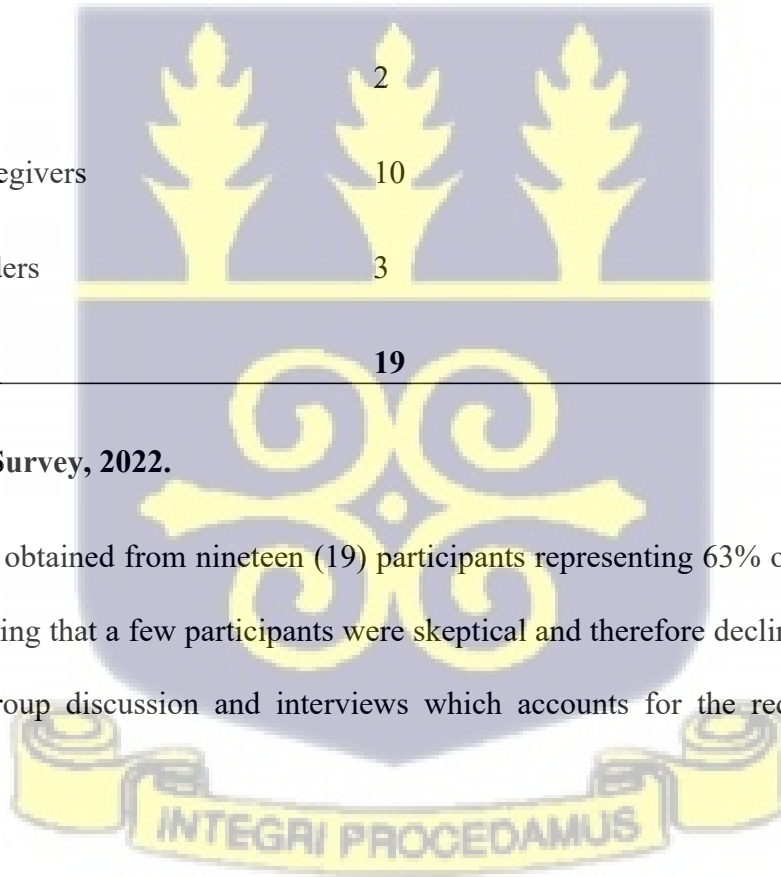 2
egivers 10
lers 3
19
Survey, 2022.
obtained from nineteen (19) participants representing 63% o
ing that a few participants were skeptical and therefore declin
roup discussion and interviews which accounts for the rec
INTEGRI PROCEDAMUS